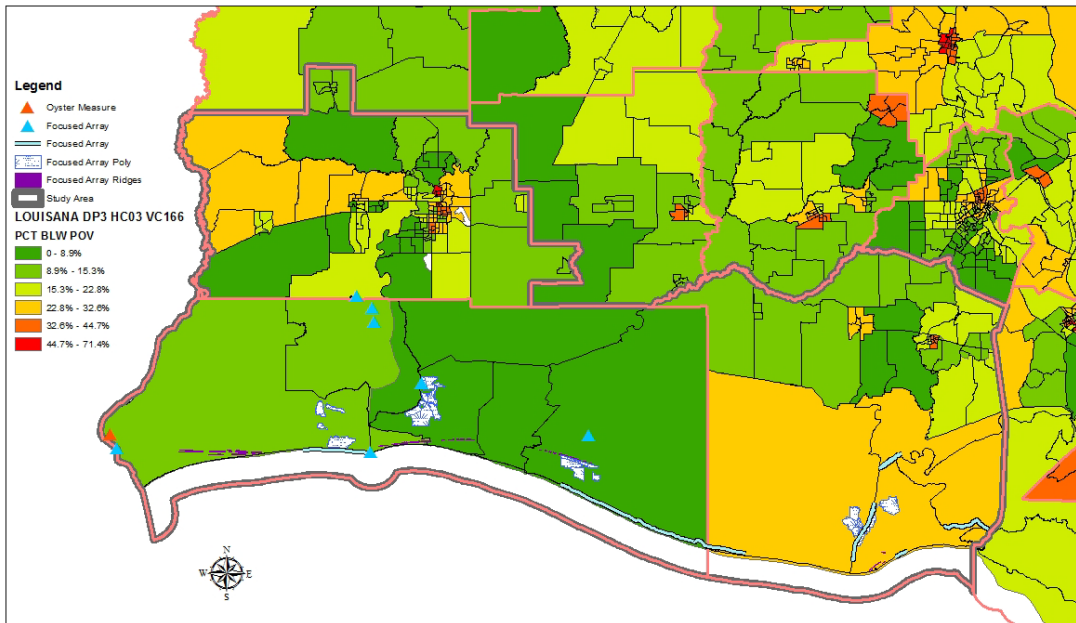 Legend
Oyster Measure
Focused Array
Focused Array
Focused Array Poly
Focused Array Ridges
Study Area
LOUISANA DP3 HC03 VC166
PCT BLW POV
0 - 8.9%
8.9% - 15.3%
15.3% - 22.8%
22.8% - 32.6%
32.6% - 44.7%
44.7% - 71.4%
N
W E
S